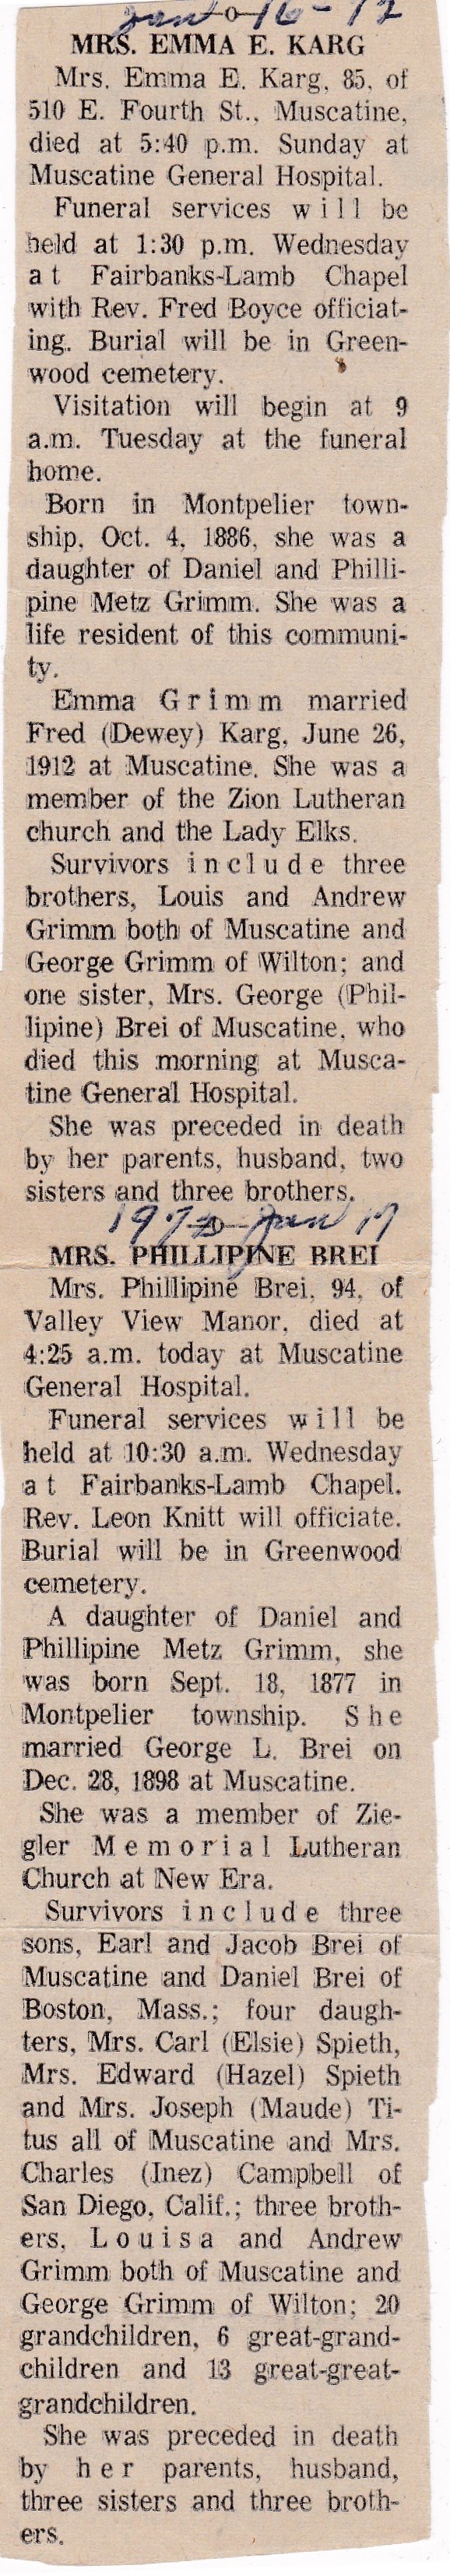 Jan 16-72
MRS. EMMA E. KARG
Mrs. Emma E. Karg, 85, of
510 E. Fourth St., Muscatine,
died at 5:40 p.m. Sunday at
Muscatine General Hospital.
Funeral services will be
held at 1:30 p.m. Wednesday
at Fairbanks-Lamb Chapel
with Rev. Fred Boyce officiat-
ing. Burial will be in Green-
wood cemetery.
Visitation will begin at 9
a.m. Tuesday at the funeral
home.
Born in Montpelier town-
ship, Oct. 4, 1886, she was a
daughter of Daniel and Philli-
pine Metz Grimm. She was a
life resident of this communi-
ty.
Emma Grimm married
Fred (Dewey) Karg, June 26,
1912 at Muscatine. She was a
member of the Zion Lutheran
church and the Lady Elks.
Survivors include three
brothers, Louis and Andrew
Grimm both of Muscatine and
George Grimm of Wilton; and
one sister, Mrs. George (Phil-
lipine) Brei of Muscatine, who
died this morning at Musca-
tine General Hospital.
She was preceded in death
by her parents, husband, two
sisters and three brothers.
1972 Jan 17
MRS. PHILLIPINE BREI
Mrs. Phillipine Brei, 94, of
Valley View Manor, died at
4:25 a.m. today at Muscatine
General Hospital.
Funeral services will be
held at 10:30 a.m. Wednesday
at Fairbanks-Lamb Chapel.
Rev. Leon Knitt will officiate.
Burial will be in Greenwood
cemetery.
A daughter of Daniel and
Phillipine Metz Grimm, she
was born Sept. 18, 1877 in
Montpelier township. She
married George L. Brei on
Dec. 28, 1898 at Muscatine.
She was a member of Zie-
gler Memorial Lutheran
Church at New Era.
Survivors include three
sons, Earl and Jacob Brei of
Muscatine and Daniel Brei of
Boston, Mass.; four daugh-
ters, Mrs. Carl (Elsie) Spieth,
Mrs. Edward (Hazel) Spieth
and Mrs. Joseph (Maude) Ti-
tus all of Muscatine and Mrs.
Charles (Inez) Campbell of
San Diego, Calif.; three broth-
ers, Louisa and Andrew
Grimm both of Muscatine and
George Grimm of Wilton; 20
grandchildren, 6 great-grand-
children and 13 great-great-
grandchildren.
She was preceded in death
by her parents, husband,
three sisters and three broth-
ers.